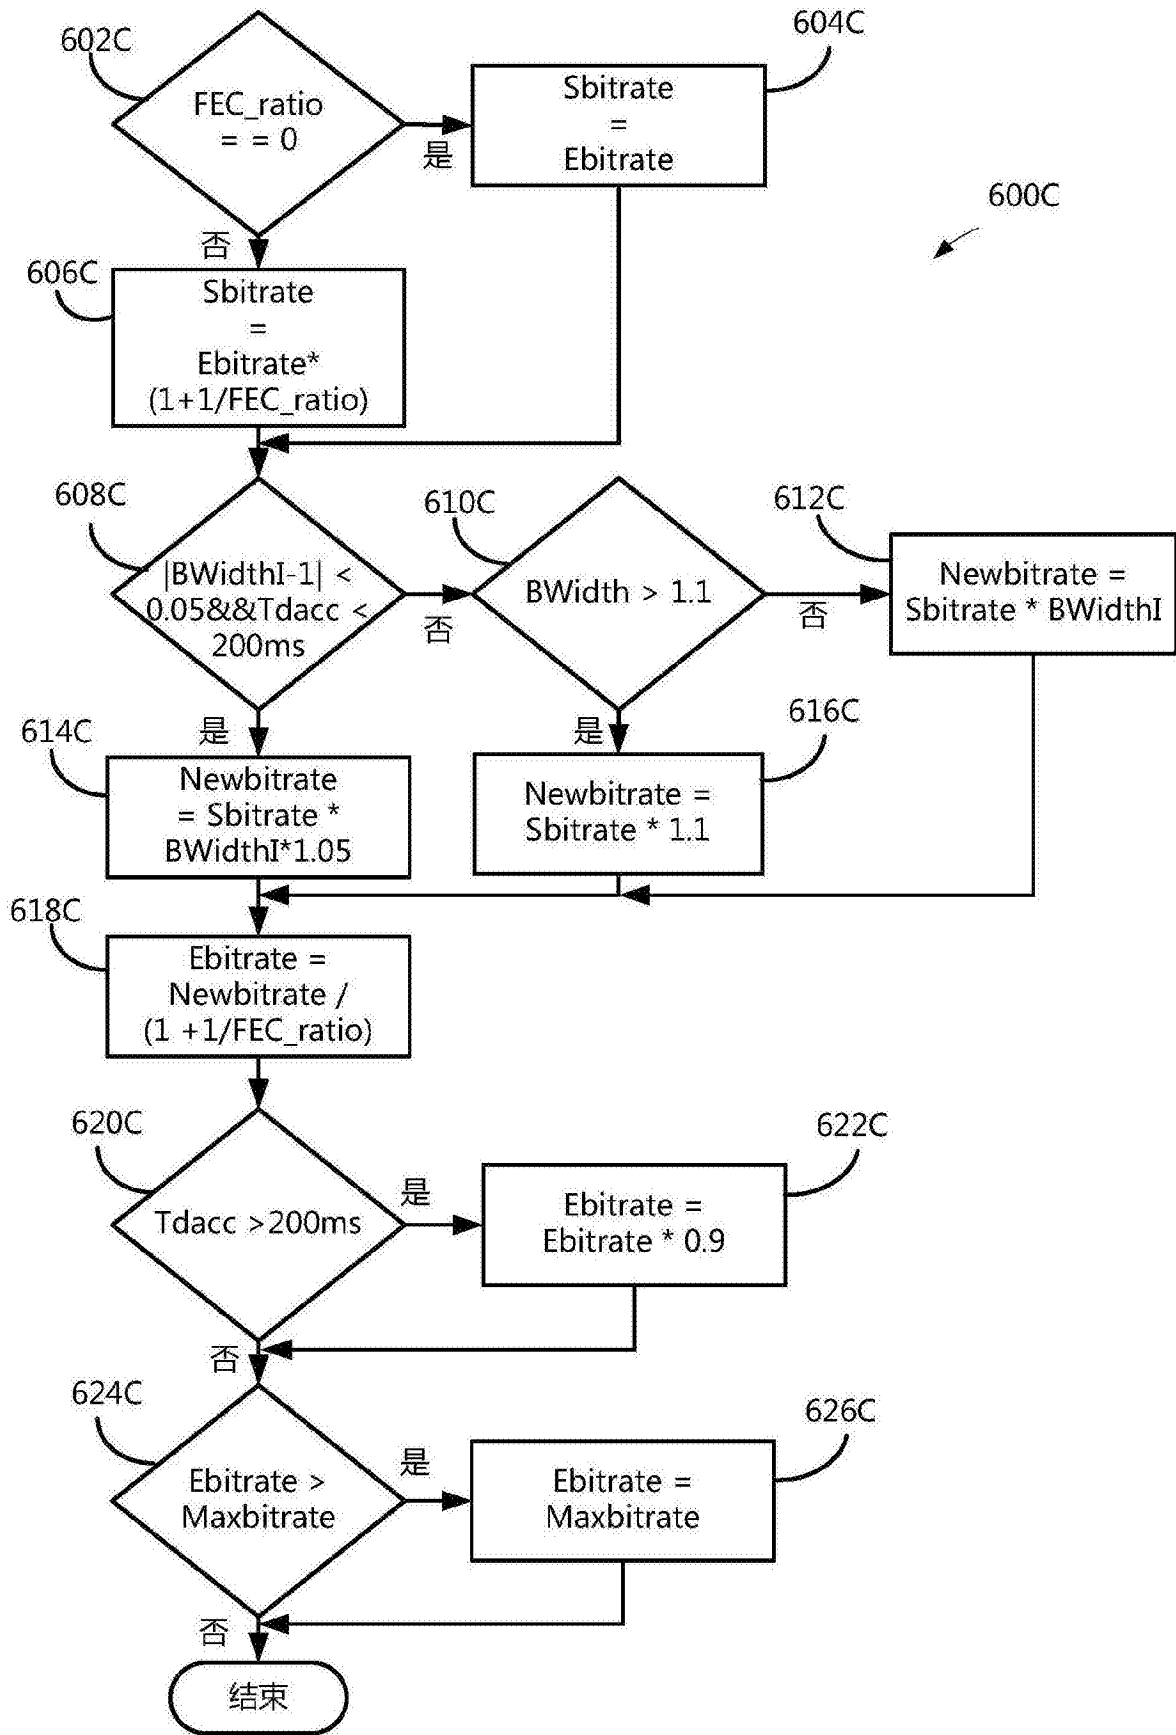 602C
FEC_ratio
= = 0
是
604C
Sbitrate
=
Ebitrate
600C
否
606C
Sbitrate
=
Ebitrate*
(1+1/FEC_ratio)
608C
|BWidthI-1| <
0.05&&Tdacc <
200ms
否
610C
BWidth > 1.1
否
612C
Newbitrate =
Sbitrate * BWidthI
是
614C
Newbitrate
= Sbitrate *
BWidthI*1.05
是
616C
Newbitrate =
Sbitrate * 1.1
618C
Ebitrate =
Newbitrate /
(1 +1/FEC_ratio)
620C
Tdacc >200ms
是
622C
Ebitrate =
Ebitrate * 0.9
否
624C
Ebitrate >
Maxbitrate
是
626C
Ebitrate =
Maxbitrate
否
结束